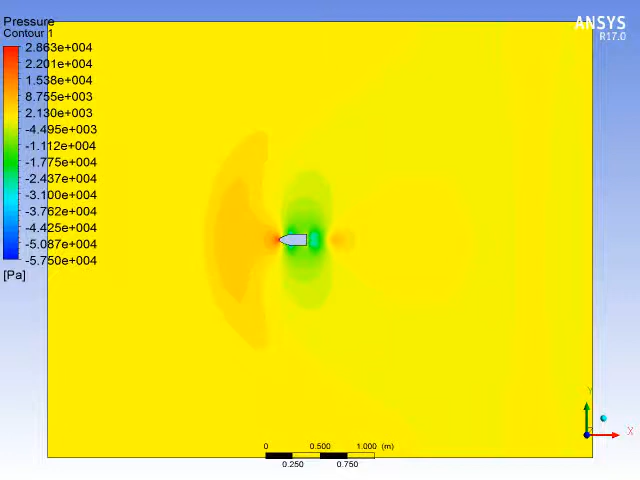 Pressure
Contour 1
2.863e+004
2.201e+004
1.538e+004
8.755e+003
2.130e+003
-4.495e+003
-1.112e+004
-1.775e+004
-2.437e+004
-3.100e+004
-3.762e+004
-4.425e+004
-5.087e+004
-5.750e+004
[Pa]
ANSYS
R17.0
Y
Z
X
0 0.500 1.000 (m)
0.250 0.750